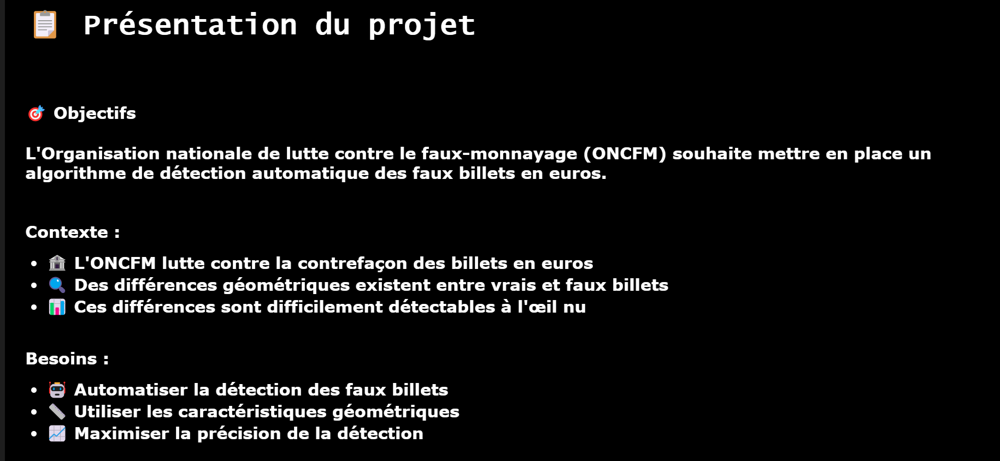 Présentation du projet
Objectifs
L'Organisation nationale de lutte contre le faux-monnayage (ONCFM) souhaite mettre en place un
algorithme de détection automatique des faux billets en euros.
Contexte :
• L'ONCFM lutte contre la contrefaçon des billets en euros
• Des différences géométriques existent entre vrais et faux billets
• Ces différences sont difficilement détectables à l'œil nu
Besoins :
• Automatiser la détection des faux billets
• Utiliser les caractéristiques géométriques
• Maximiser la précision de la détection